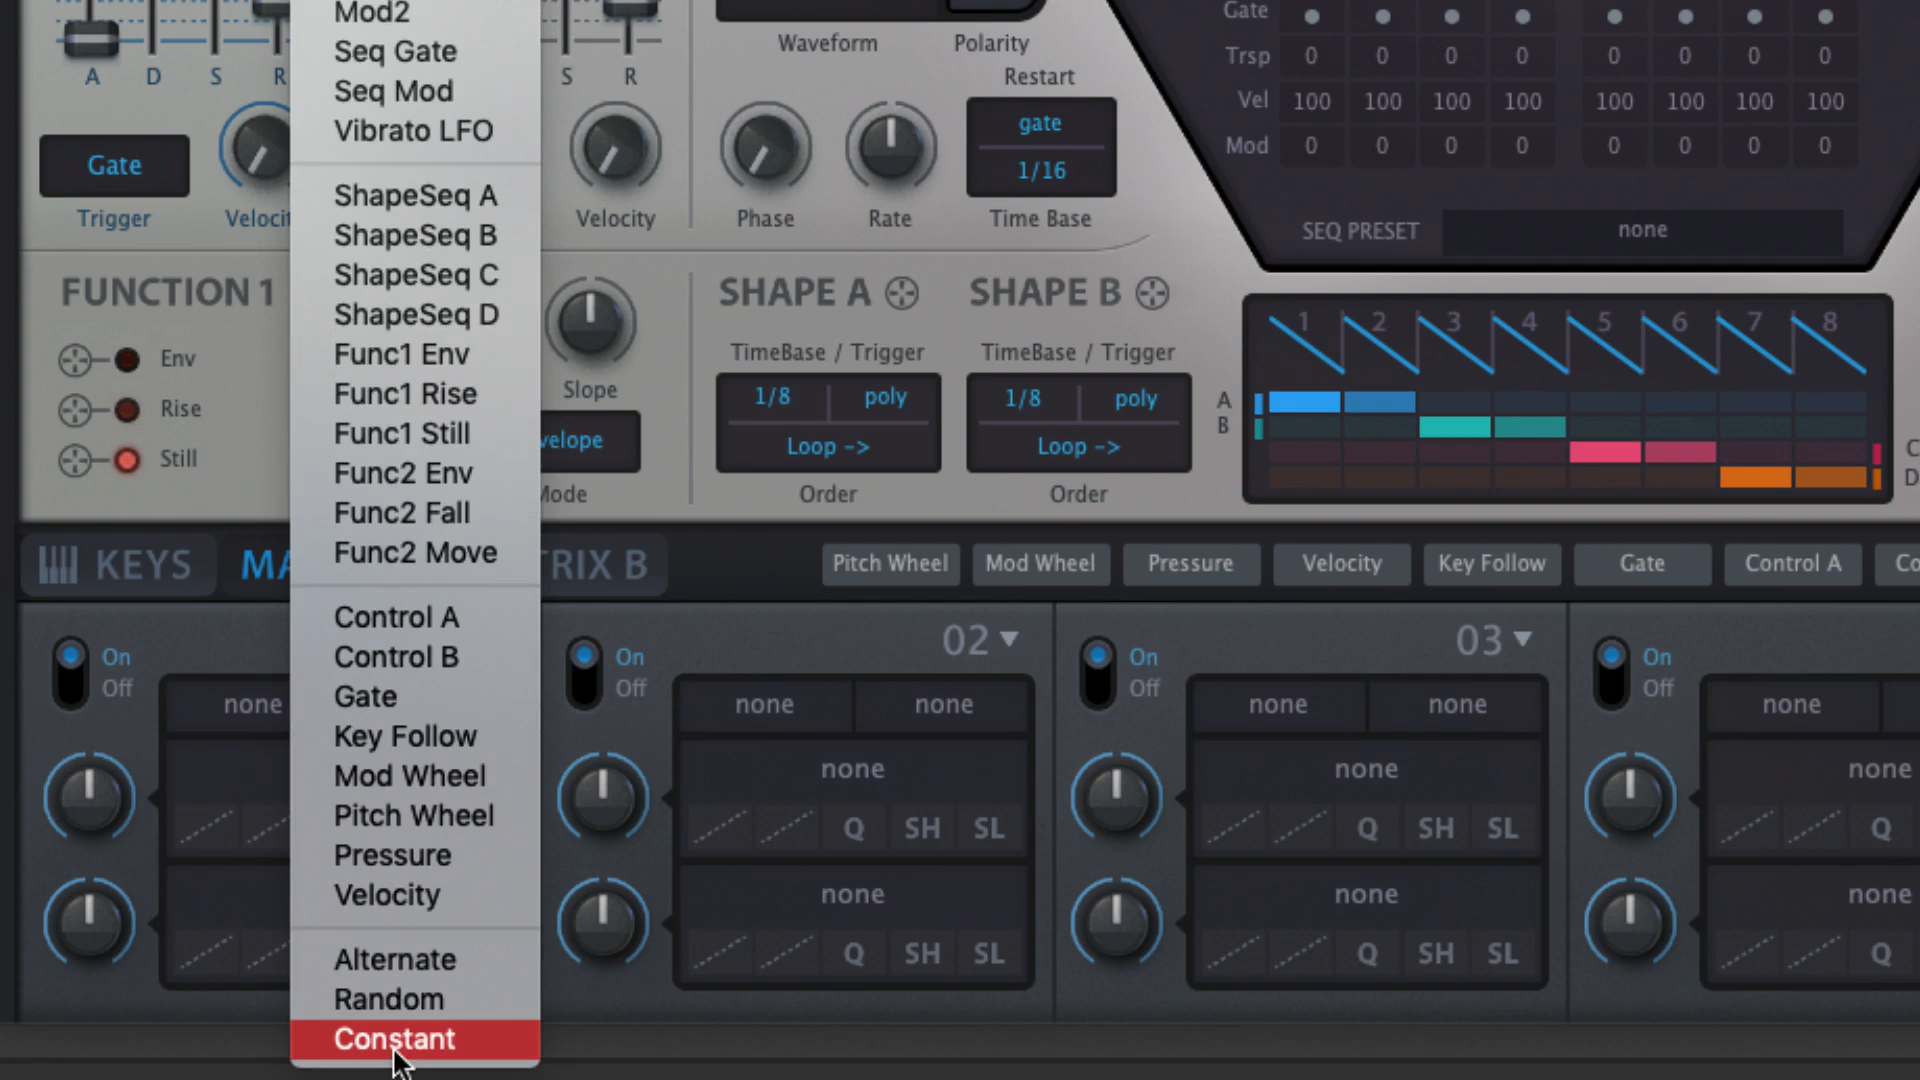 Mod2
Seq Gate
Seq Mod
Vibrato LFO
ShapeSeq A
ShapeSeq B
ShapeSeq C
ShapeSeq D
Func1 Env
Func1 Rise
Func1 Still
Func2 Env
Func2 Fall
Func2 Move
Control A
Control B
Gate
Key Follow
Mod Wheel
Pitch Wheel
Pressure
Velocity
Alternate
Random
Constant
A D S R
Gate
Trigger
Velocit
S R
Velocity
Waveform
Polarity
Restart
gate
1/16
Phase Rate Time Base
Gate
Trsp 0 0 0 0 0 0 0 0
Vel 100 100 100 100 100 100 100 100
Mod 0 0 0 0 0 0 0 0
SEQ PRESET none
FUNCTION 1
Env
Rise
Still
Slope
velope
Mode
SHAPE A
TimeBase / Trigger
1/8 poly
Loop ->
Order
SHAPE B
TimeBase / Trigger
1/8 poly
Loop ->
Order
1 2 3 4 5 6 7 8
A
B
C
D
KEYS MA TRIX B
Pitch Wheel Mod Wheel Pressure Velocity Key Follow Gate Control A Co
On
Off
none
On
Off
02
none none
none
Q SH SL
none
Q SH SL
On
Off
03
none none
none
Q SH SL
none
Q SH SL
On
Off
none
none
Q
none
Q